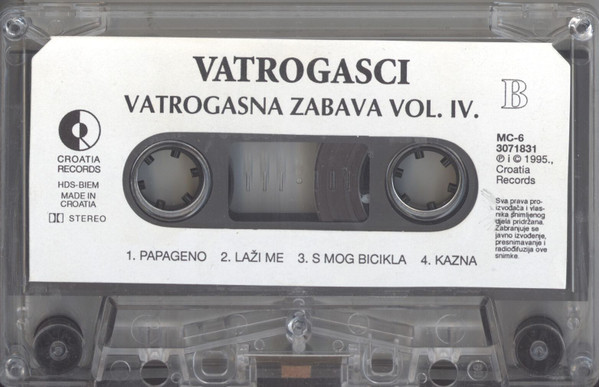 VATROGASCI
VATROGASNA ZABAVA VOL. IV.
B
CROATIA
RECORDS
HDS-BIEM
MADE IN
CROATIA
STEREO
MC-6
3071831
℗ i © 1995.,
Croatia
Records
Sva prava pro-
izvođača i vlas-
nika snimljenog
djela pridržana.
Zabranjuje se
javno izvođenje,
presnimavanje i
radiodifuzija ove
snimke.
1. PAPAGENO 2. LAŽI ME 3. S MOG BICIKLA 4. KAZNA